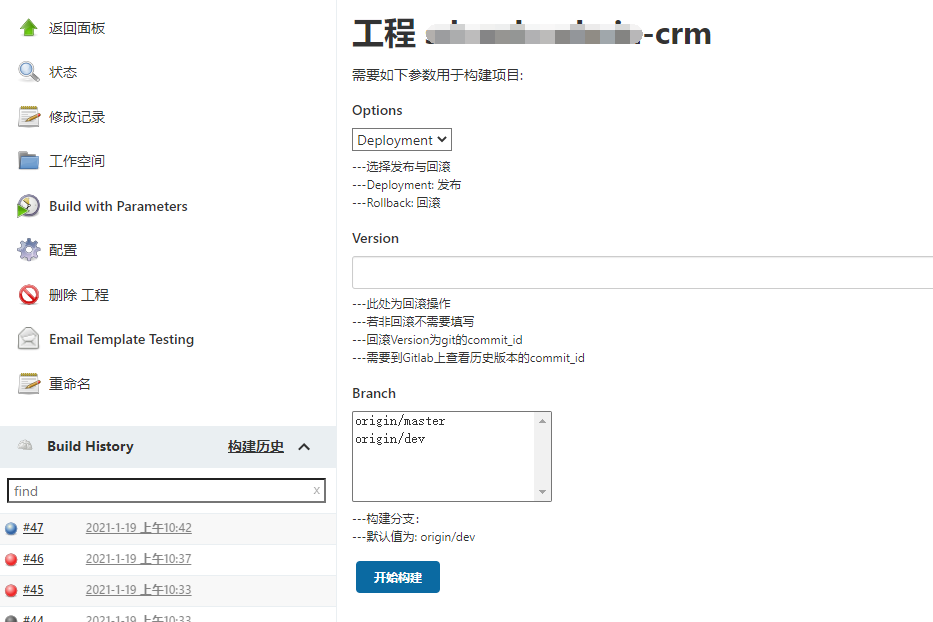 返回面板
状态
修改记录
工作空间
Build with Parameters
配置
删除 工程
Email Template Testing
重命名
Build History 构建历史
find x
#47 2021-1-19 上午10:42
#46 2021-1-19 上午10:37
#45 2021-1-19 上午10:33
#44 2021-1-19 上午10:33
工程 -crm
需要如下参数用于构建项目:
Options
Deployment
---选择发布与回滚
---Deployment: 发布
---Rollback: 回滚
Version
---此处为回滚操作
---若非回滚不需要填写
---回滚Version为git的commit_id
---需要到Gitlab上查看历史版本的commit_id
Branch
origin/master
origin/dev
---构建分支：
---默认值为: origin/dev
开始构建